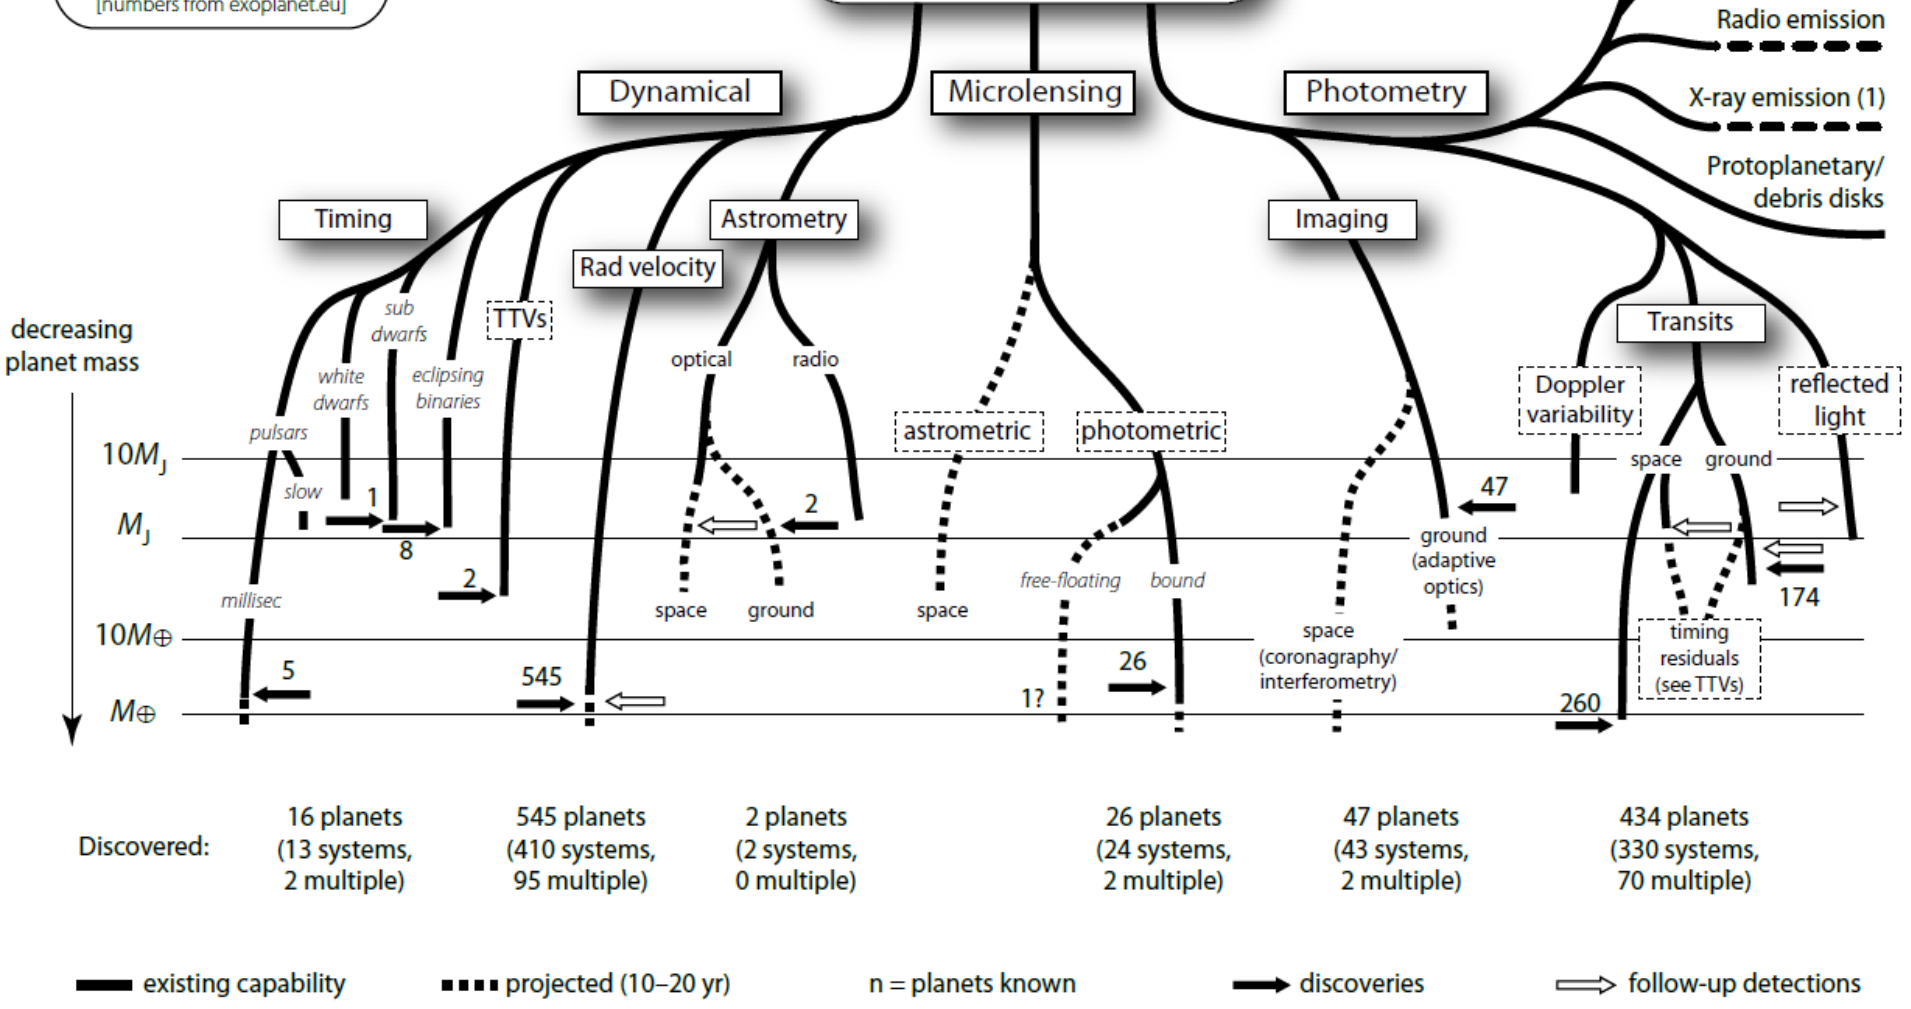 [numbers from exoplanet.eu]
Radio emission
Dynamical
Microlensing
Photometry
X-ray emission (1)
Protoplanetary/
debris disks
Timing
Astrometry
Imaging
Rad velocity
sub
dwarfs
TTVs
Transits
decreasing
planet mass
optical
radio
white
dwarfs
eclipsing
binaries
Doppler
variability
reflected
light
pulsars
astrometric
photometric
10M_J
space
ground
slow
1
2
47
M_J
8
ground
(adaptive
optics)
2
free-floating
bound
174
millisec
space
ground
space
10M⊕
space
(coronagraphy/
interferometry)
timing
residuals
(see TTVs)
5
545
26
1?
260
M⊕
Discovered:
16 planets
(13 systems,
2 multiple)
545 planets
(410 systems,
95 multiple)
2 planets
(2 systems,
0 multiple)
26 planets
(24 systems,
2 multiple)
47 planets
(43 systems,
2 multiple)
434 planets
(330 systems,
70 multiple)
existing capability
projected (10–20 yr)
n = planets known
discoveries
follow-up detections